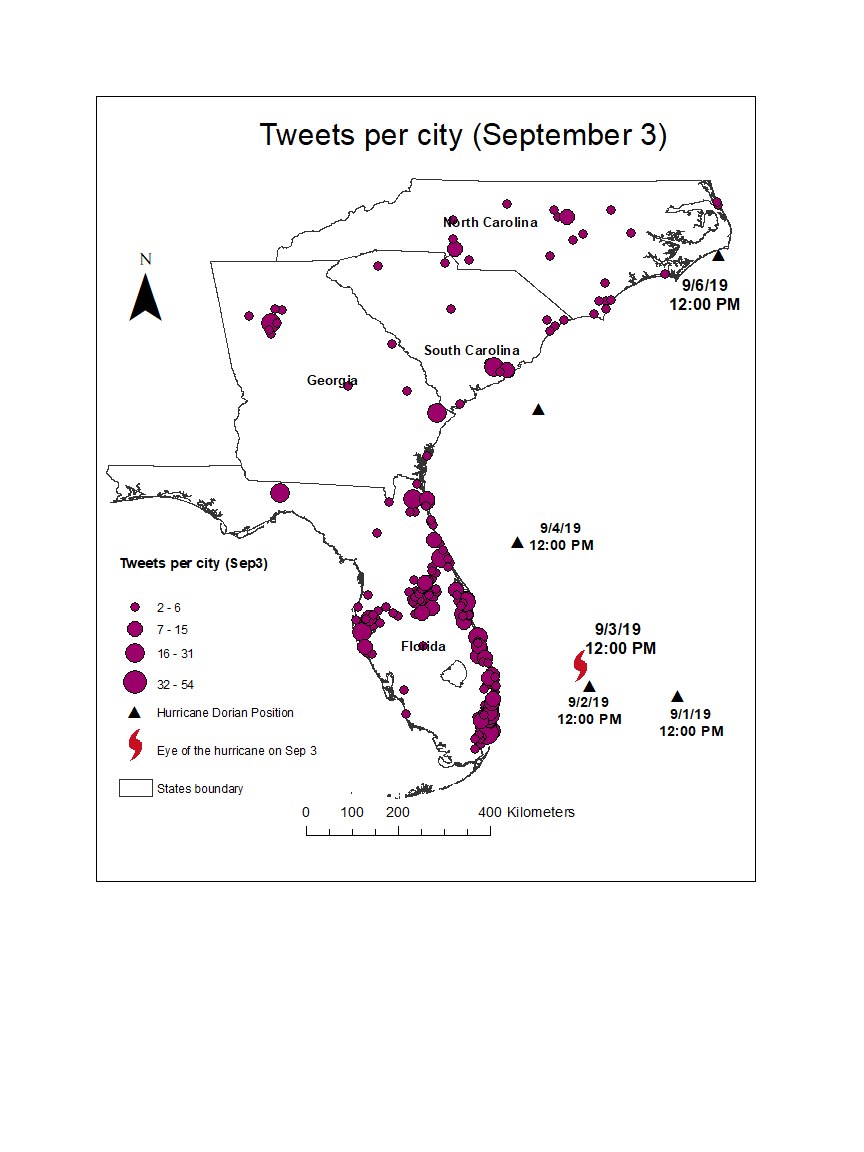 Tweets per city (September 3)
N
North Carolina
9/6/19
12:00 PM
South Carolina
Georgia
9/4/19
12:00 PM
Tweets per city (Sep3)
2 - 6
7 - 15
16 - 31
32 - 54
Hurricane Dorian Position
Eye of the hurricane on Sep 3
States boundary
Florida
9/3/19
12:00 PM
9/2/19
12:00 PM
9/1/19
12:00 PM
0 100 200 400 Kilometers